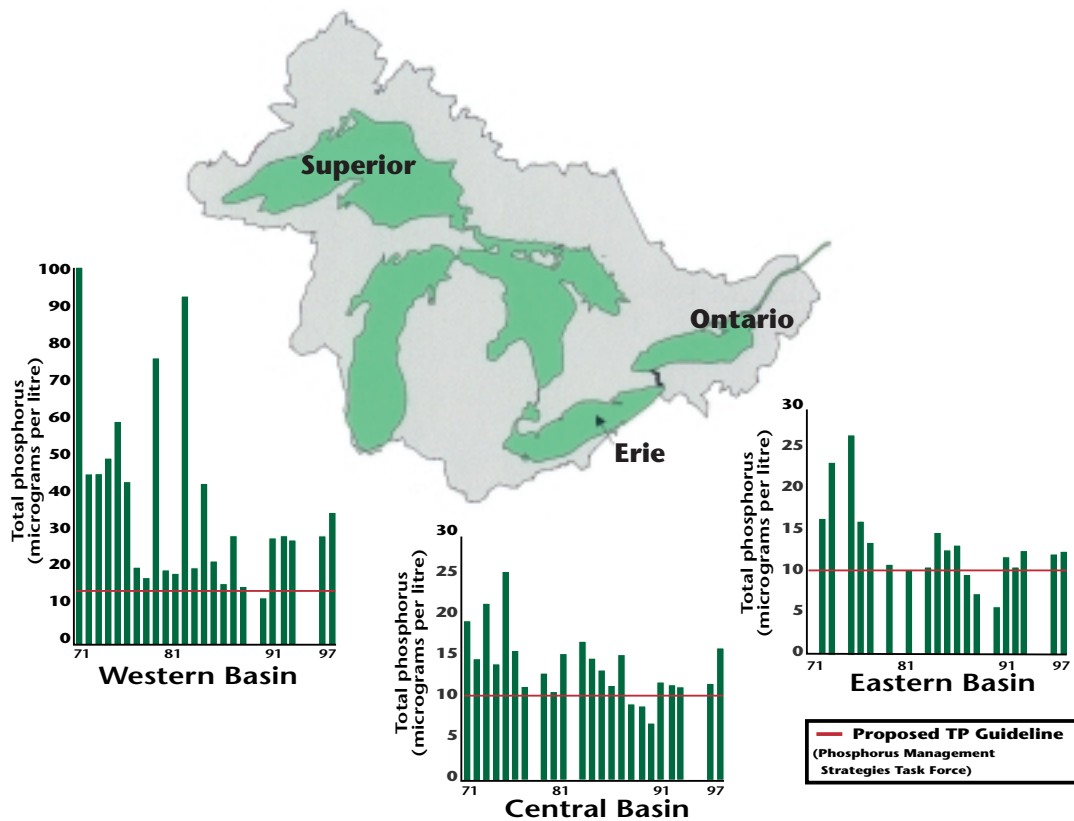 Superior
Ontario
Erie
Total phosphorus
(micrograms per litre)
100
90
80
70
60
50
40
30
20
10
0
71
81
91
97
Western Basin
Total phosphorus
(micrograms per litre)
30
25
20
15
10
5
0
71
81
91
97
Central Basin
Total phosphorus
(micrograms per litre)
30
25
20
15
10
5
0
71
81
91
97
Eastern Basin
Proposed TP Guideline
(Phosphorus Management
Strategies Task Force)